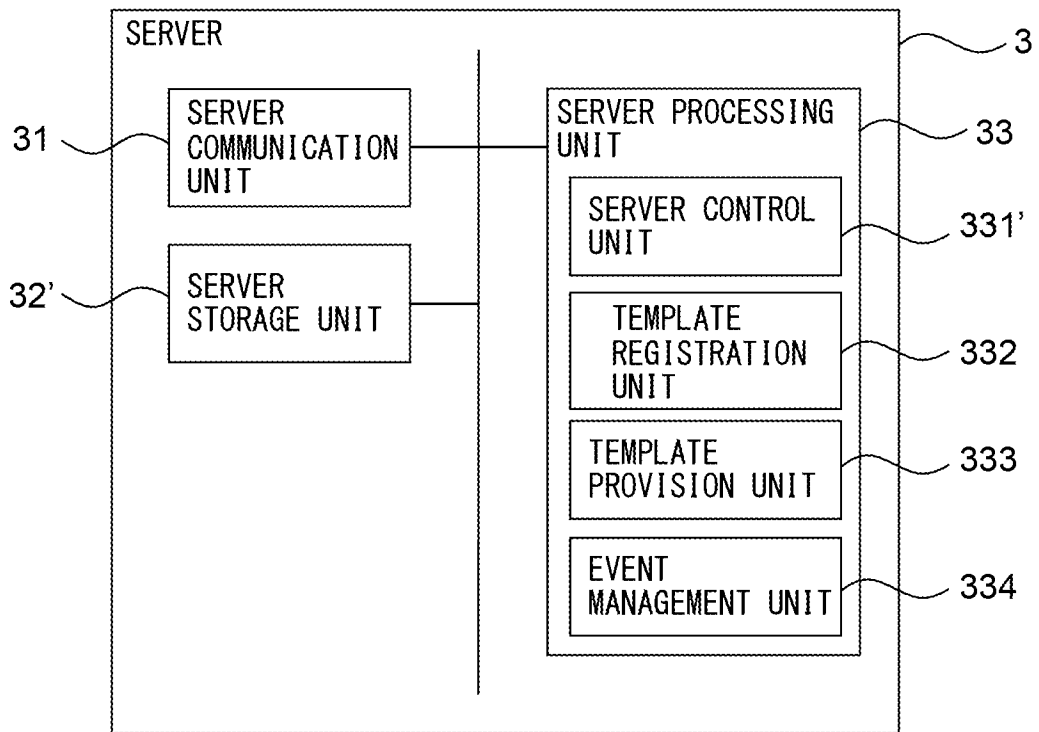 SERVER
3
SERVER
COMMUNICATION
UNIT
31
SERVER
STORAGE UNIT
32'
SERVER PROCESSING
UNIT
33
SERVER CONTROL
UNIT
331'
TEMPLATE
REGISTRATION
UNIT
332
TEMPLATE
PROVISION UNIT
333
EVENT
MANAGEMENT UNIT
334